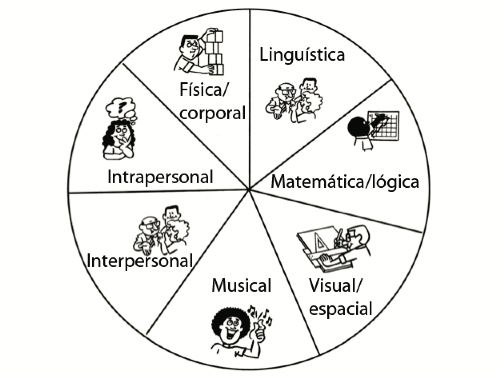 Linguística
Física/
corporal
Matemática/lógica
Intrapersonal
Interpersonal
Visual/
espacial
Musical